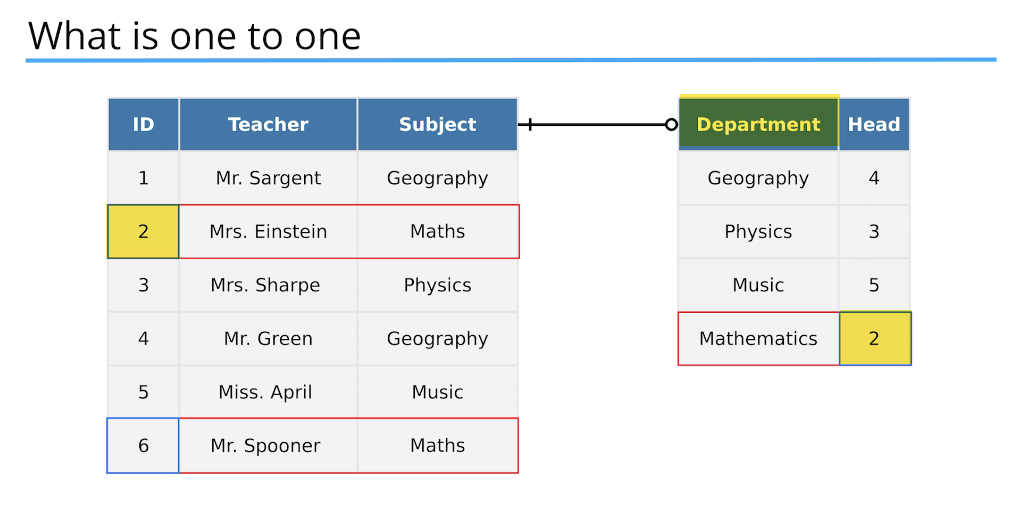 What is one to one
ID Teacher Subject Department Head
1 Mr. Sargent Geography Geography 4
2 Mrs. Einstein Maths Physics 3
3 Mrs. Sharpe Physics Music 5
4 Mr. Green Geography Mathematics 2
5 Miss. April Music
6 Mr. Spooner Maths